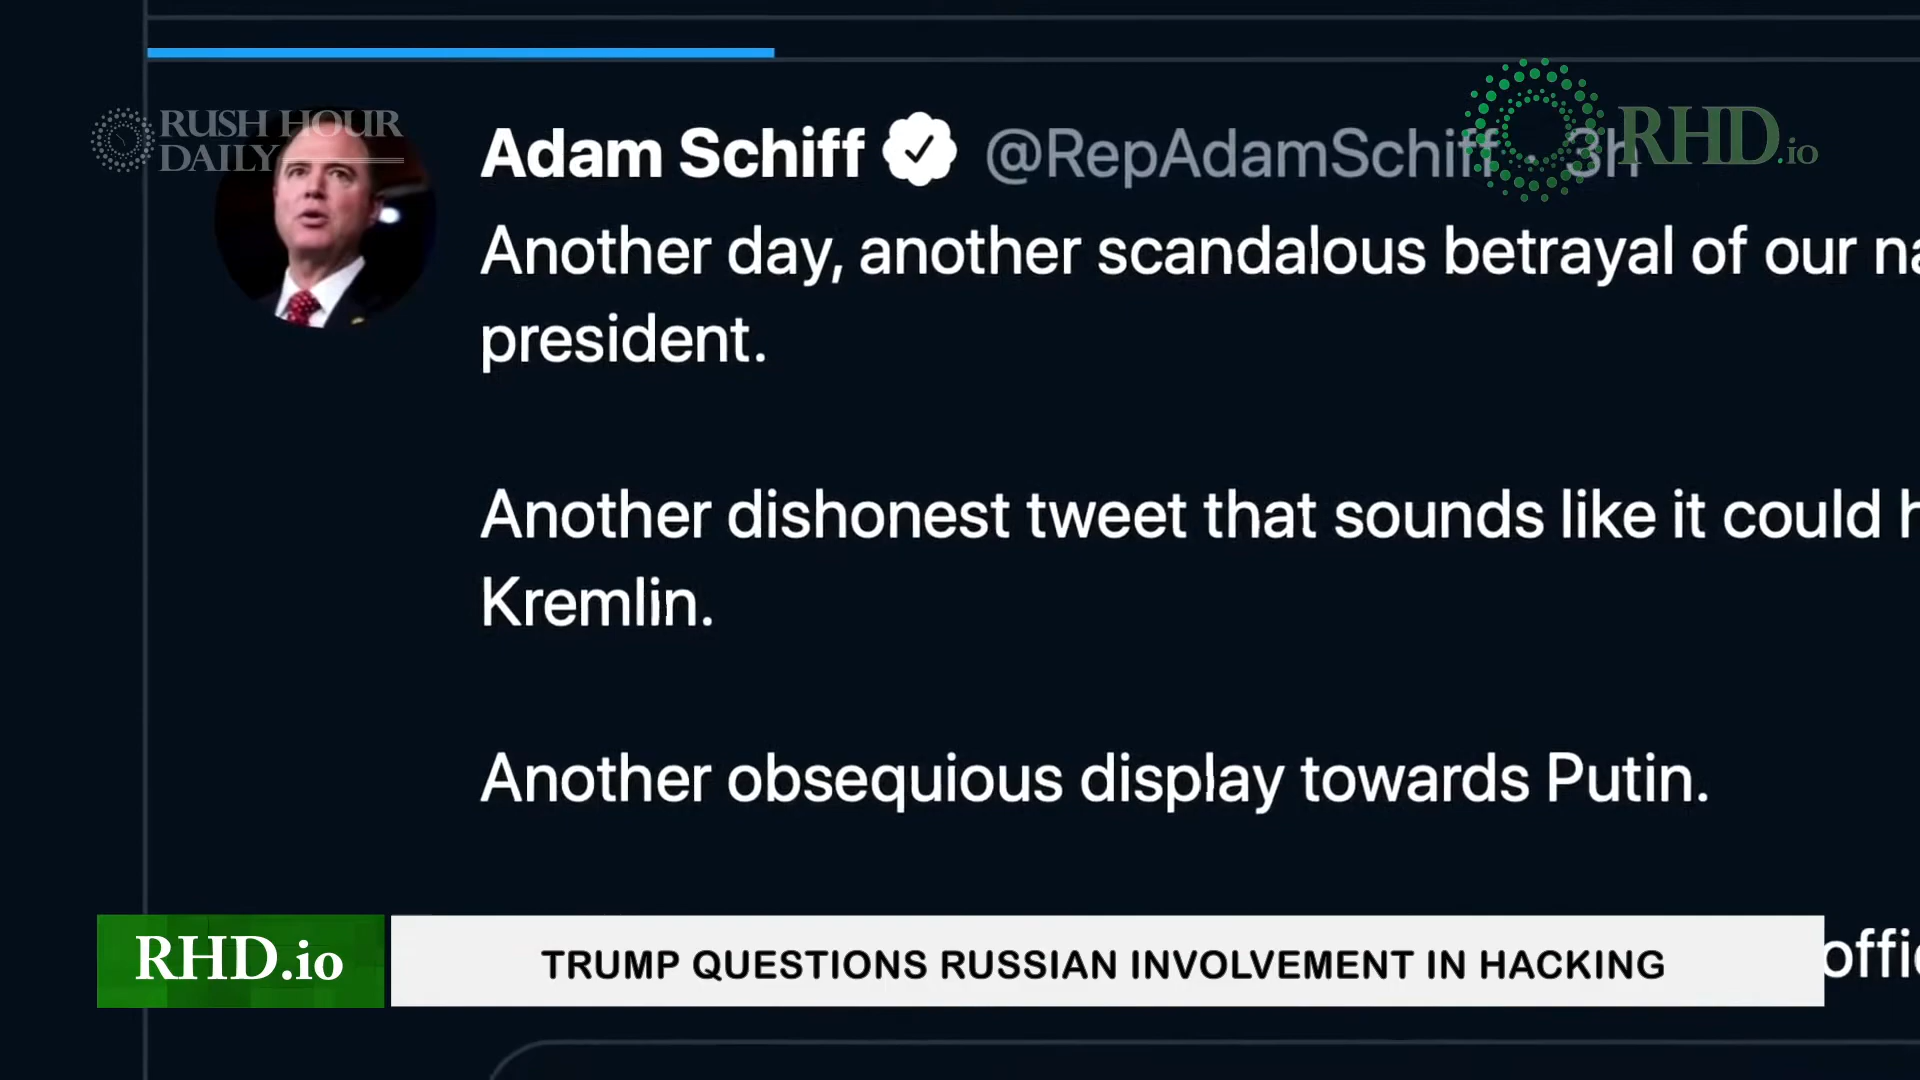 RUSH HOUR
DAILY
RHD.io
Adam Schiff @RepAdamSchiff · 3h
Another day, another scandalous betrayal of our na
president.
Another dishonest tweet that sounds like it could h
Kremlin.
Another obsequious display towards Putin.
offic
RHD.io
TRUMP QUESTIONS RUSSIAN INVOLVEMENT IN HACKING